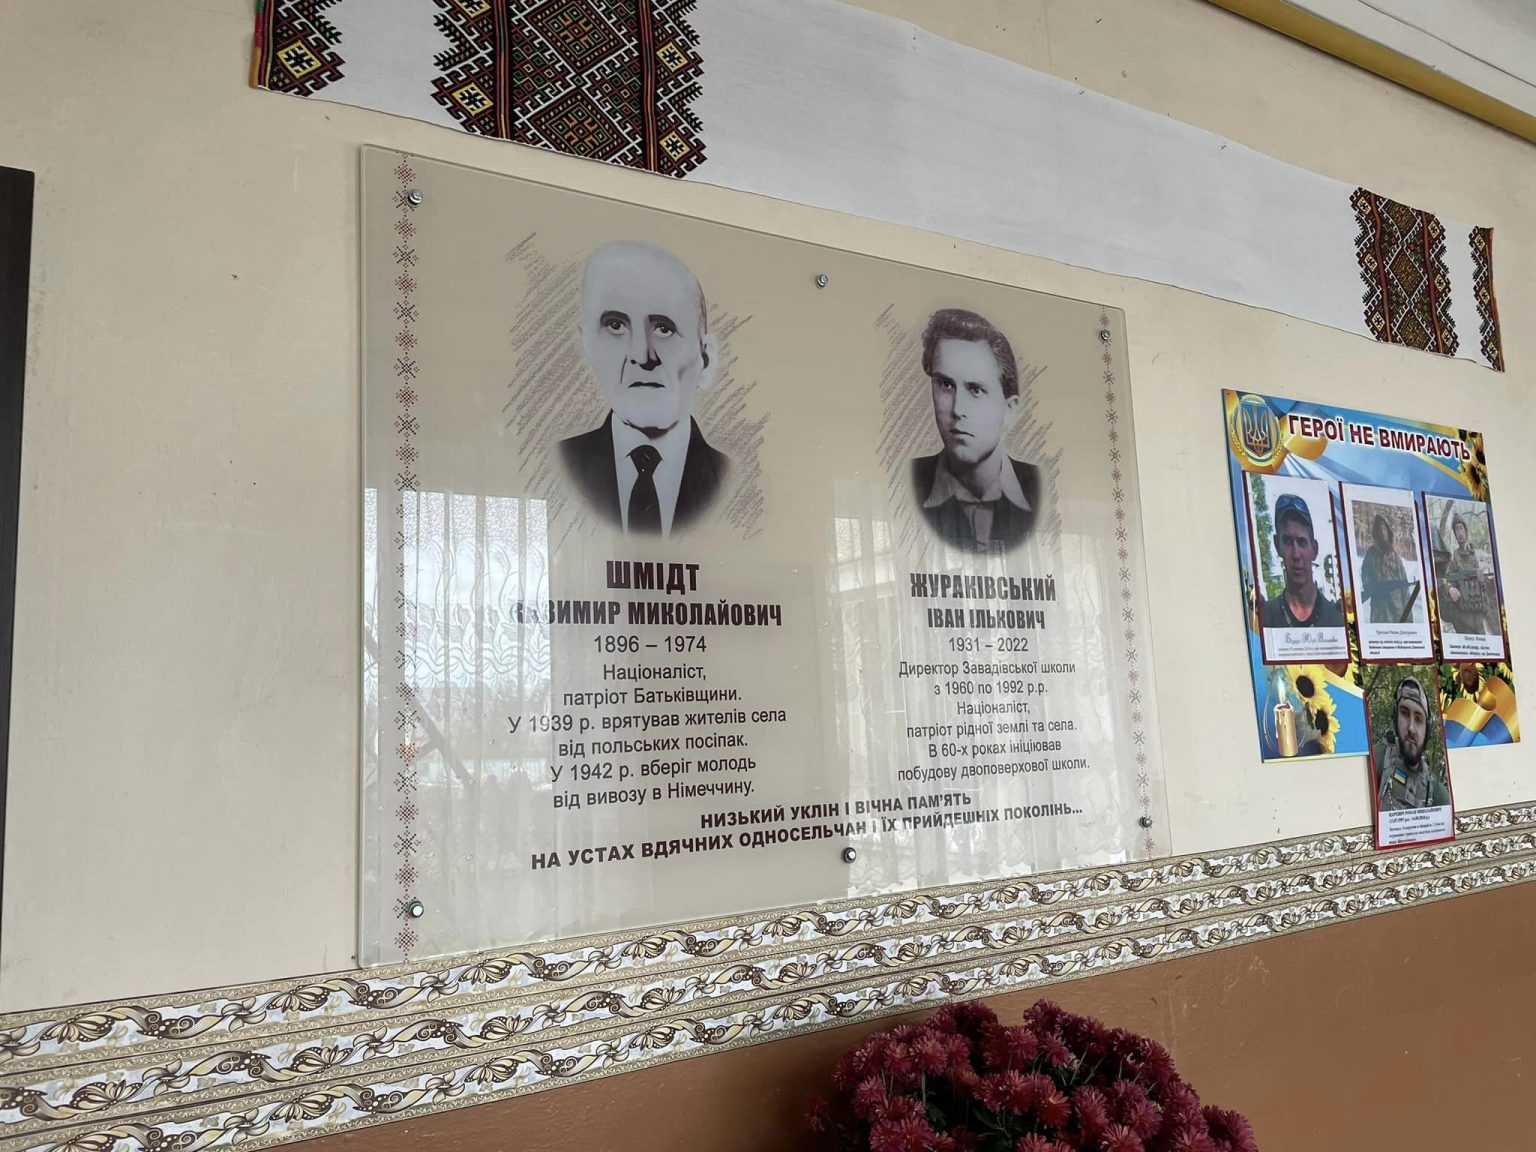 ШМІДТ
КАЗИМИР МИКОЛАЙОВИЧ
1896 – 1974
Націоналіст,
патріот Батьківщини.
У 1939 р. врятував жителів села
від польських посіпак.
У 1942 р. вберіг молодь
від вивозу в Німеччину.
ЖУРАКІВСЬКИЙ
ІВАН ІЛЬКОВИЧ
1931 – 2022
Директор Завадівської школи
з 1960 по 1992 р.р.
Націоналіст,
патріот рідної землі та села.
В 60-х роках ініціював
побудову двоповерхової школи.
НИЗЬКИЙ УКЛІН І ВІЧНА ПАМ’ЯТЬ
НА УСТАХ ВДЯЧНИХ ОДНОСЕЛЬЧАН І ЇХ ПРИЙДЕШНІХ ПОКОЛІНЬ...
ГЕРОЇ НЕ ВМИРАЮТЬ